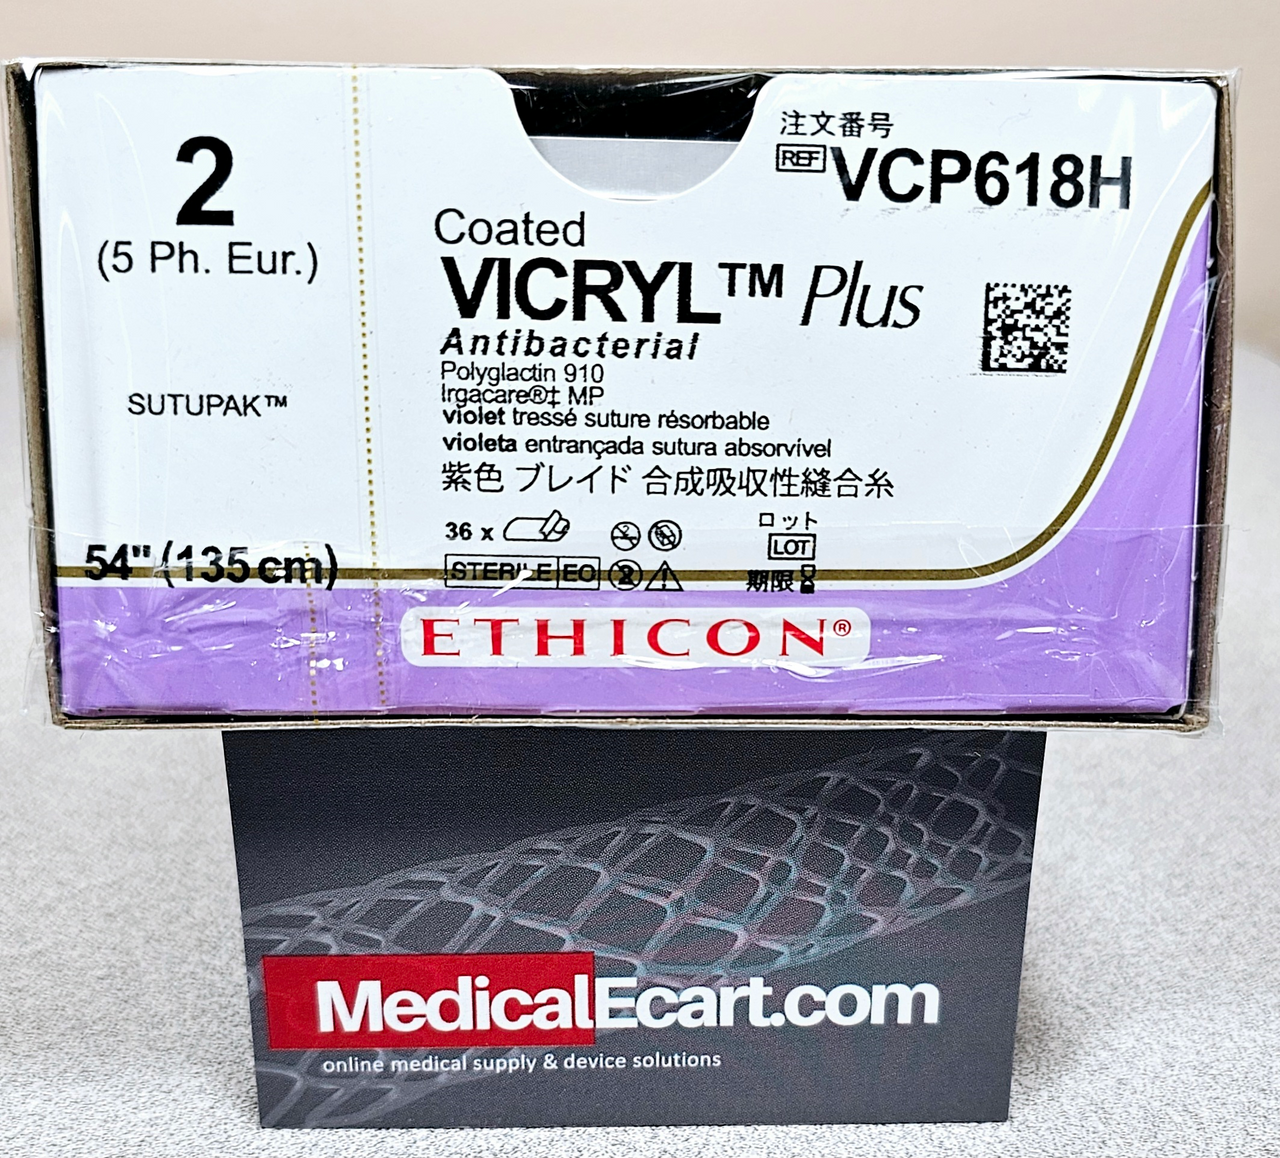 2
(5 Ph. Eur.)
SUTUPAK™
54" (135 cm)
注文番号
REF VCP618H
Coated
VICRYL™ Plus
Antibacterial
Polyglactin 910
Irgacare®‡ MP
violet tressé suture résorbable
violeta entrançada sutura absorvível
紫色 ブレイド 合成吸収性縫合糸
36 x
STERILE EO
2
ロット
LOT
期限
ETHICON®
MedicalEcart.com
online medical supply & device solutions